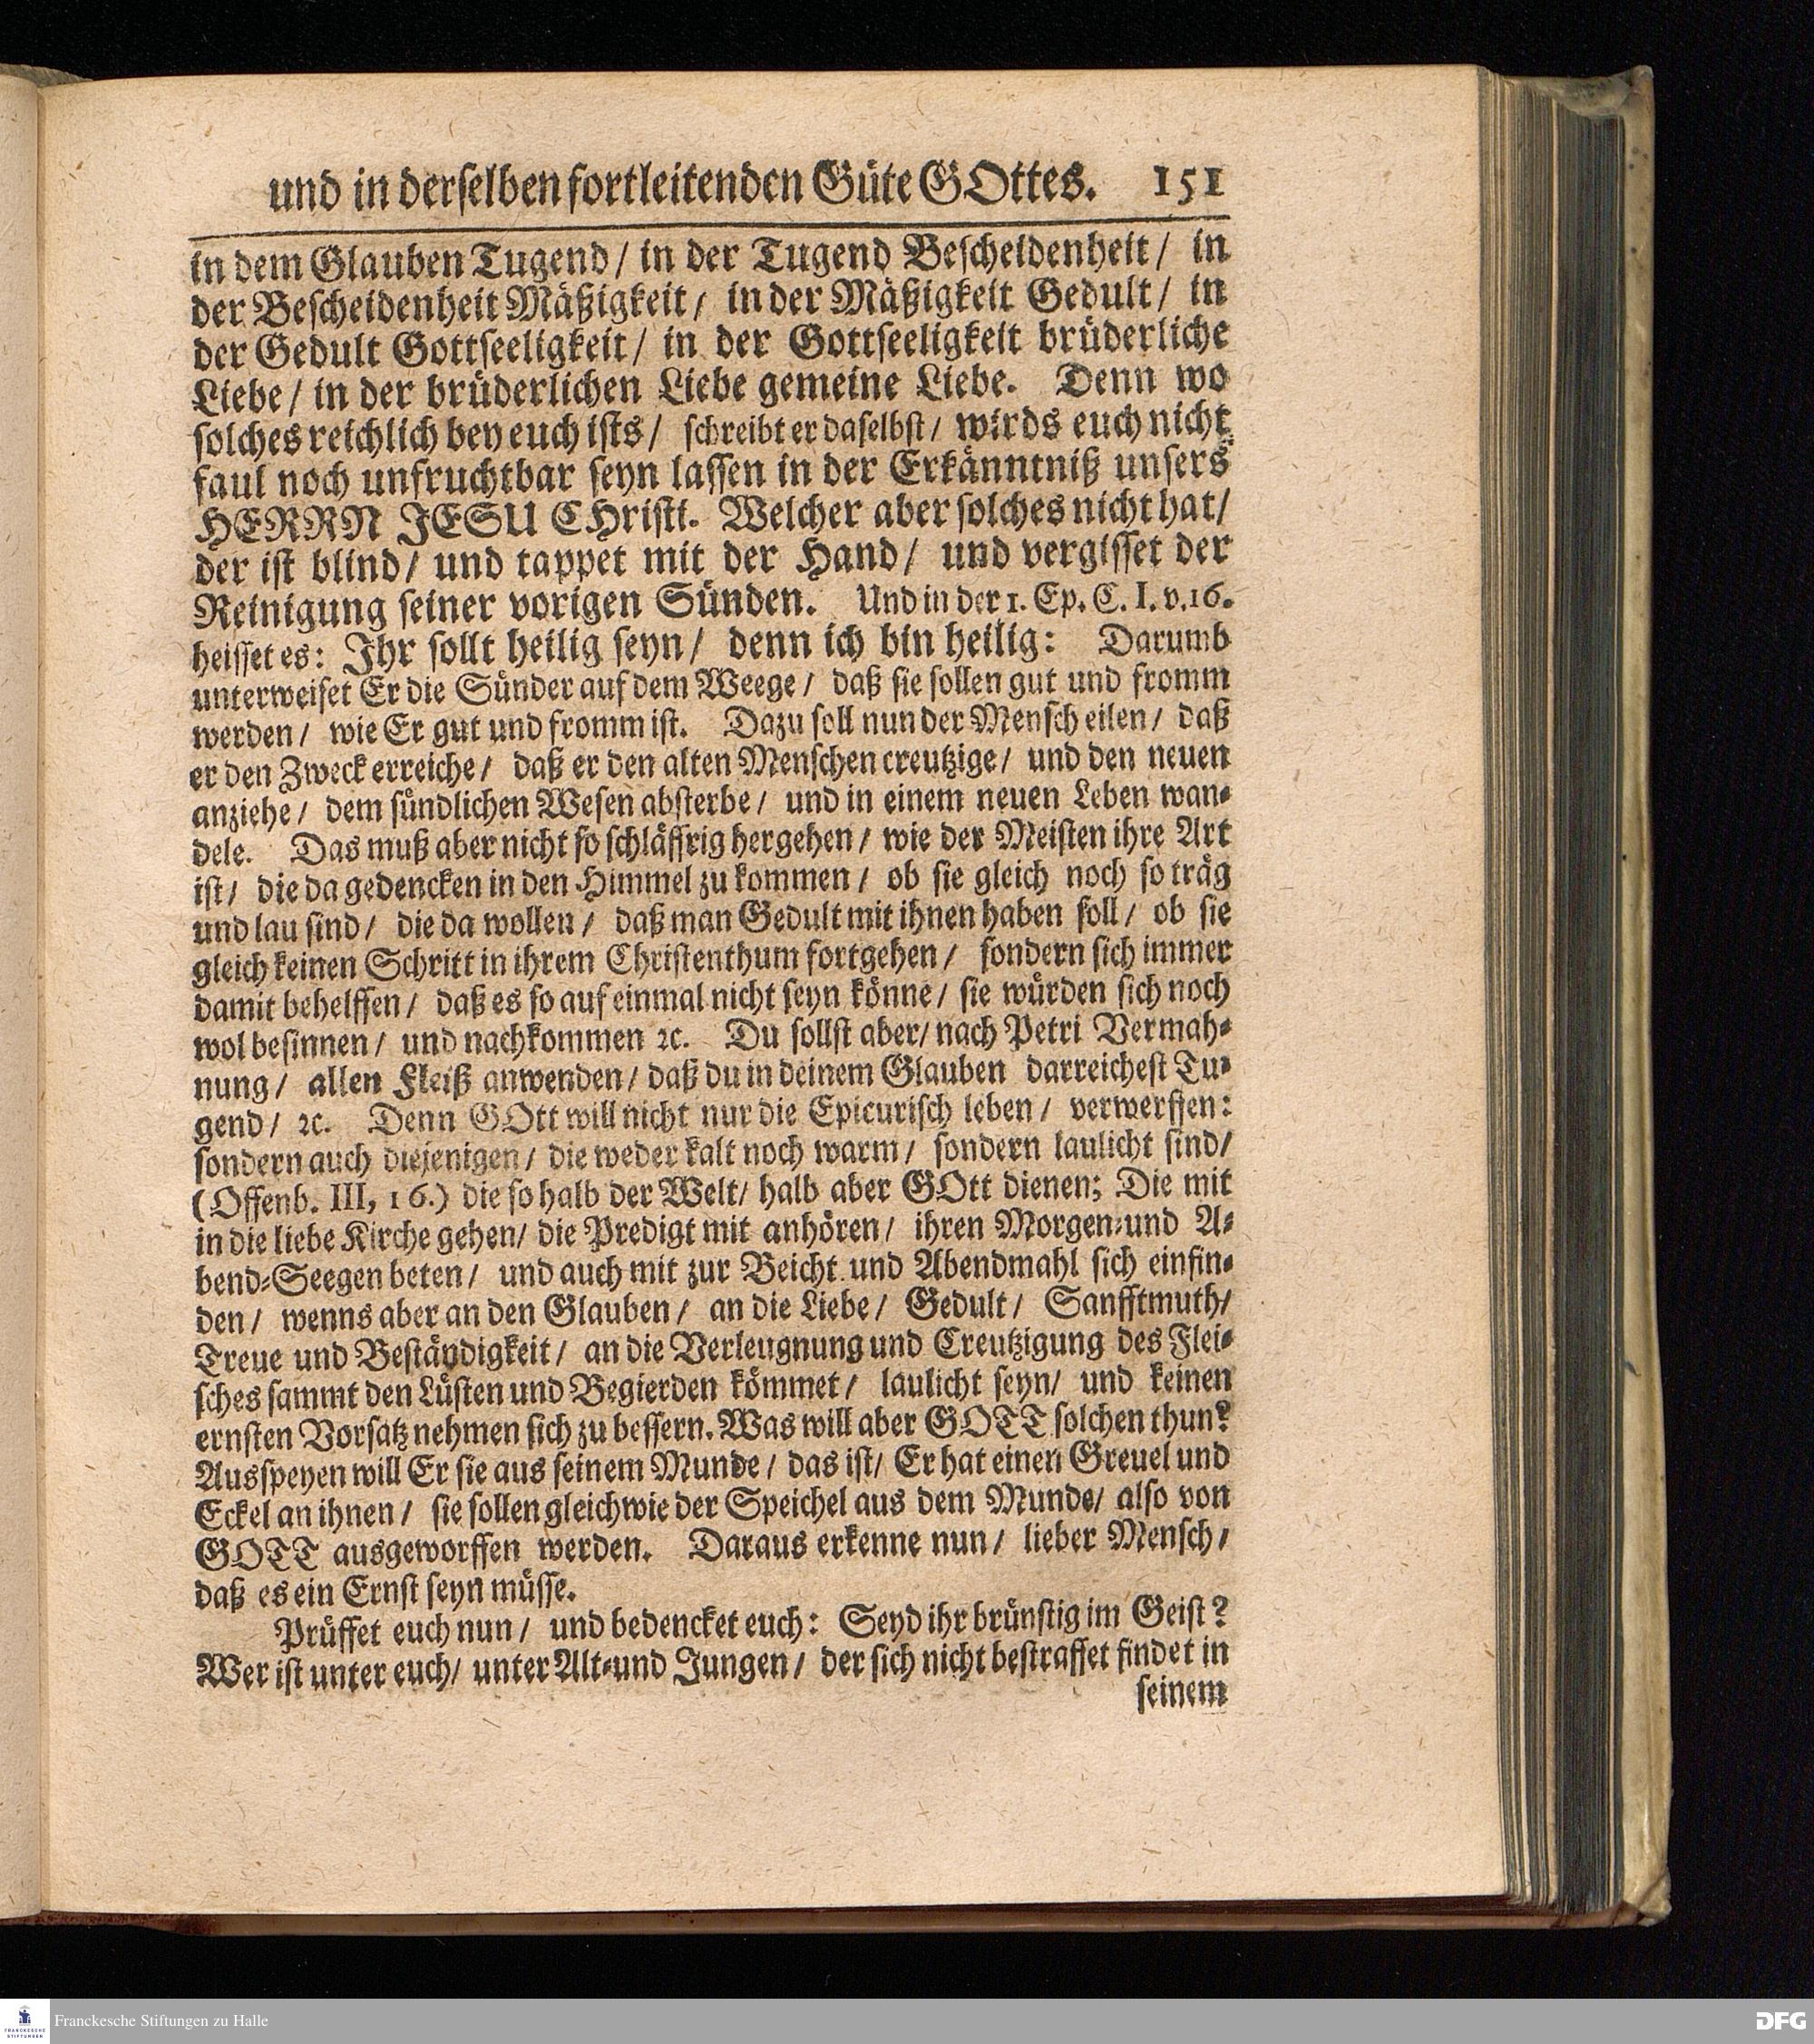 und in derselben fortleitenden Güte GOttes. 151
in dem Glauben Tugend/ in der Tugend Bescheidenheit/ in
der Bescheidenheit Mäßigkeit/ in der Mäßigkeit Gedult/ in
der Gedult Gottseeligkeit/ in der Gottseeligkeit brüderliche
Liebe/ in der brüderlichen Liebe gemeine Liebe. Denn wo
solches reichlich bey euch ists/ schreibt er daselbst/ wirds euch nicht
faul noch unfruchtbar seyn lassen in der Erkänntniß unsers
HERRN JESU CHristi. Welcher aber solches nicht hat/
der ist blind/ und tappet mit der Hand/ und vergisset der
Reinigung seiner vorigen Sünden. Und in der 1. Ep. C. I. v. 16.
heisset es: Ihr sollt heilig seyn/ denn ich bin heilig: Darumb
unterweiset Er die Sünder auf dem Weege/ daß sie sollen gut und fromm
werden/ wie Er gut und fromm ist. Dazu soll nun der Mensch eilen/ daß
er den Zweck erreiche/ daß er den alten Menschen creutzige/ und den neuen
anziehe/ dem sündlichen Wesen absterbe/ und in einem neuen Leben wan-
dele. Das muß aber nicht so schläffrig hergehen/ wie der Meisten ihre Art
ist/ die da gedencken in den Himmel zu kommen/ ob sie gleich noch so träg
und lau sind/ die da wollen/ daß man Gedult mit ihnen haben soll/ ob sie
gleich keinen Schritt in ihrem Christenthum fortgehen/ sondern sich immer
damit behelffen/ daß es so auf einmal nicht seyn könne/ sie würden sich noch
wol besinnen/ und nachkommen ꝛc. Du sollst aber/ nach Petri Vermah-
nung/ allen Fleiß anwenden/ daß du in deinem Glauben darreichest Tu-
gend/ ꝛc. Denn GOtt will nicht nur die Epicurisch leben/ verwerffen:
sondern auch diejenigen/ die weder kalt noch warm/ sondern laulicht sind/
(Offenb. III, 16.) die so halb der Welt/ halb aber GOtt dienen; Die mit
in die liebe Kirche gehen/ die Predigt mit anhören/ ihren Morgen-und A-
bend-Seegen beten/ und auch mit zur Beicht und Abendmahl sich einfin-
den/ wenns aber an den Glauben/ an die Liebe/ Gedult/ Sanfftmuth/
Treue und Beständigkeit/ an die Verleugnung und Creutzigung des Flei-
sches sammt den Lüsten und Begierden kömmet/ laulicht seyn/ und keinen
ernsten Vorsatz nehmen sich zu bessern. Was will aber GOTT solchen thun?
Ausspeyen will Er sie aus seinem Munde/ das ist/ Er hat einen Greuel und
Eckel an ihnen/ sie sollen gleichwie der Speichel aus dem Munde/ also von
GOTT ausgeworffen werden. Daraus erkenne nun/ lieber Mensch/
daß es ein Ernst seyn müsse.
Prüffet euch nun/ und bedencket euch: Seyd ihr brünstig im Geist?
Wer ist unter euch/ unter Alt-und Jungen/ der sich nicht bestraffet findet in
seinem
FRANCKESCHE
STIFTUNGEN
Franckesche Stiftungen zu Halle
DFG